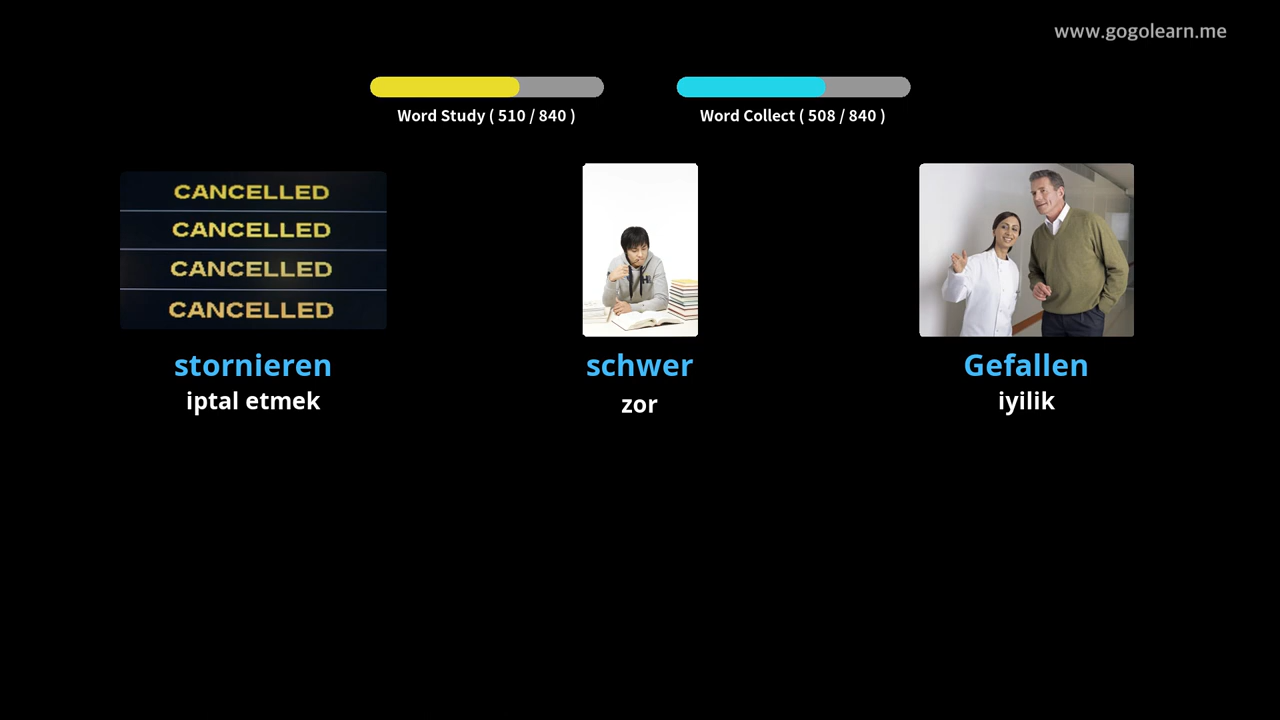 www.gogolearn.me
Word Study ( 510 / 840 )
Word Collect ( 508 / 840 )
CANCELLED
CANCELLED
CANCELLED
CANCELLED
stornieren
iptal etmek
schwer
zor
Gefallen
iyilik